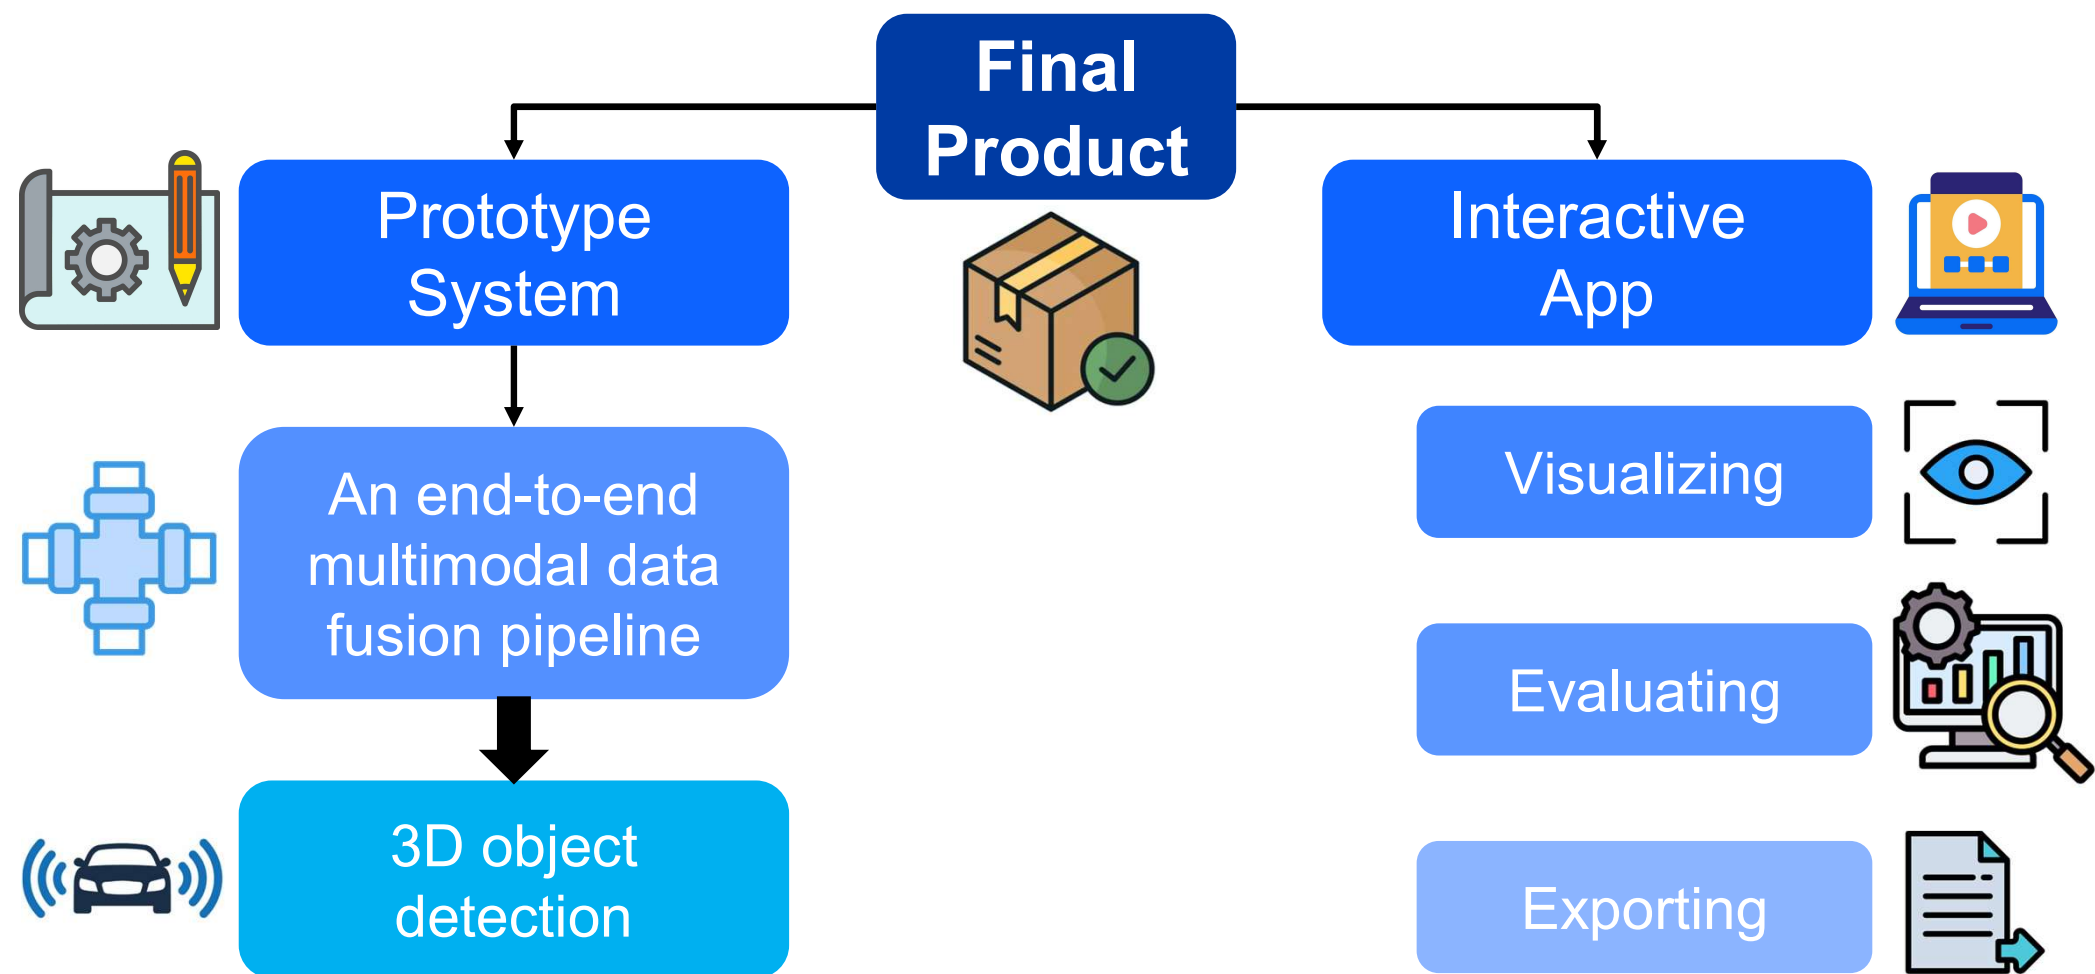 Final
Product
Prototype
System
Interactive
App
An end-to-end
multimodal data
fusion pipeline
Visualizing
Evaluating
3D object
detection
Exporting